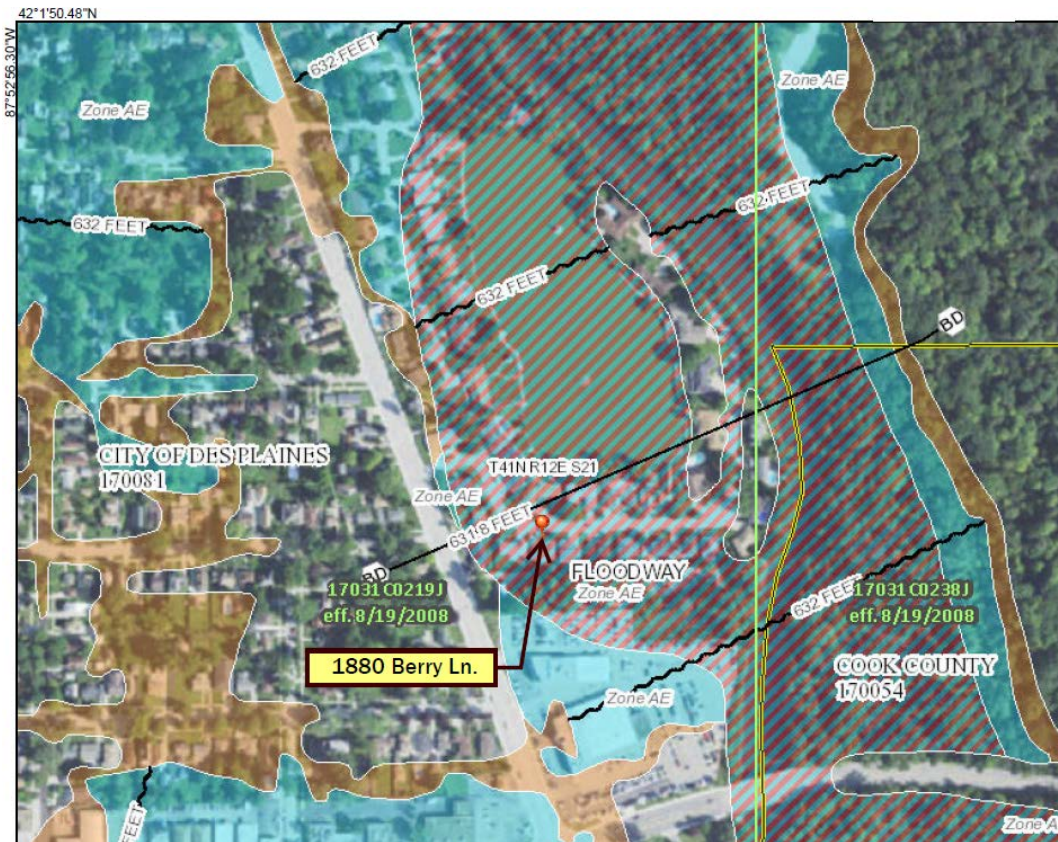 42°1'50.48"N
87°52'56.30"W
632 FEET
Zone AE
Zone AE
632 FEET
632 FEET
632 FEET
BD
CITY OF DES PLAINES
170081
T41N R12E S21
Zone AE
631.8 FEET
BD
FLOODWAY
Zone AE
632 FEET
17031C0219J
eff. 8/19/2008
17031C0238J
eff. 8/19/2008
1880 Berry Ln.
COOK COUNTY
170054
Zone AE
FEET
Zone A